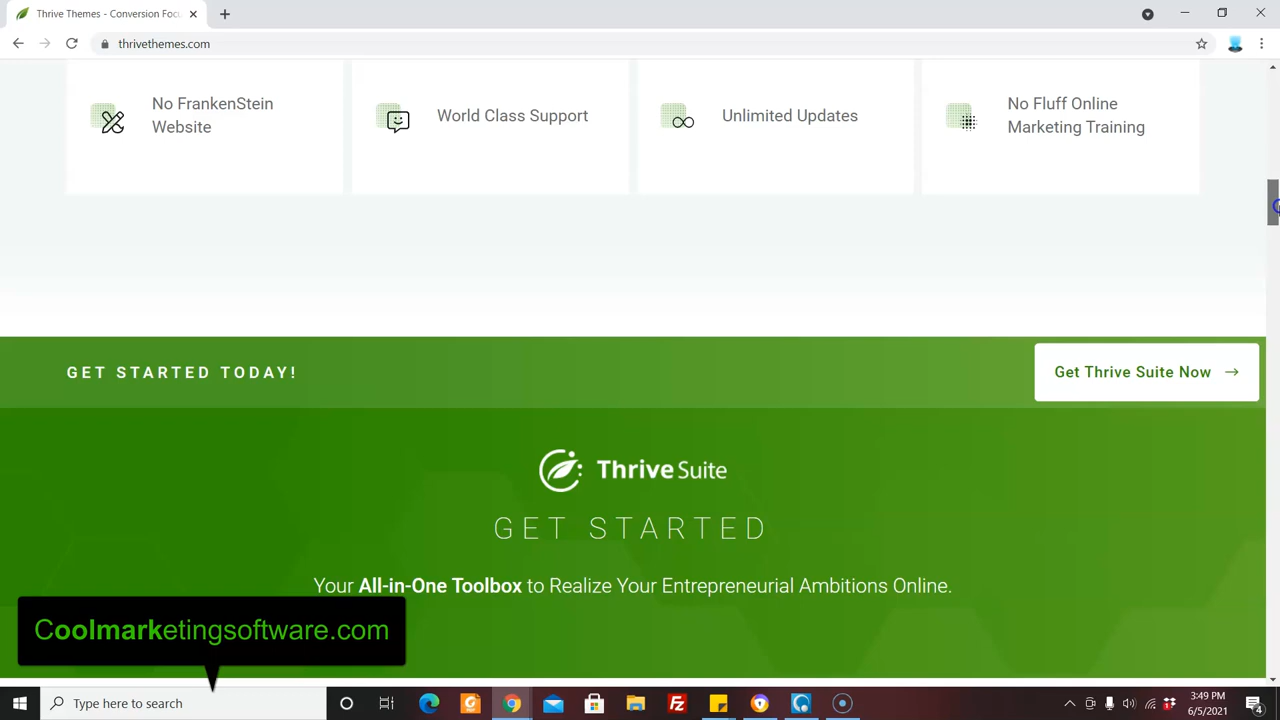 Thrive Themes - Conversion Focu
thrivethemes.com
No FrankenStein
Website
World Class Support
Unlimited Updates
No Fluff Online
Marketing Training
GET STARTED TODAY!
Get Thrive Suite Now →
Thrive Suite
GET STARTED
Your All-in-One Toolbox to Realize Your Entrepreneurial Ambitions Online.
Coolmarketingsoftware.com
Type here to search
3:49 PM
6/5/2021
4